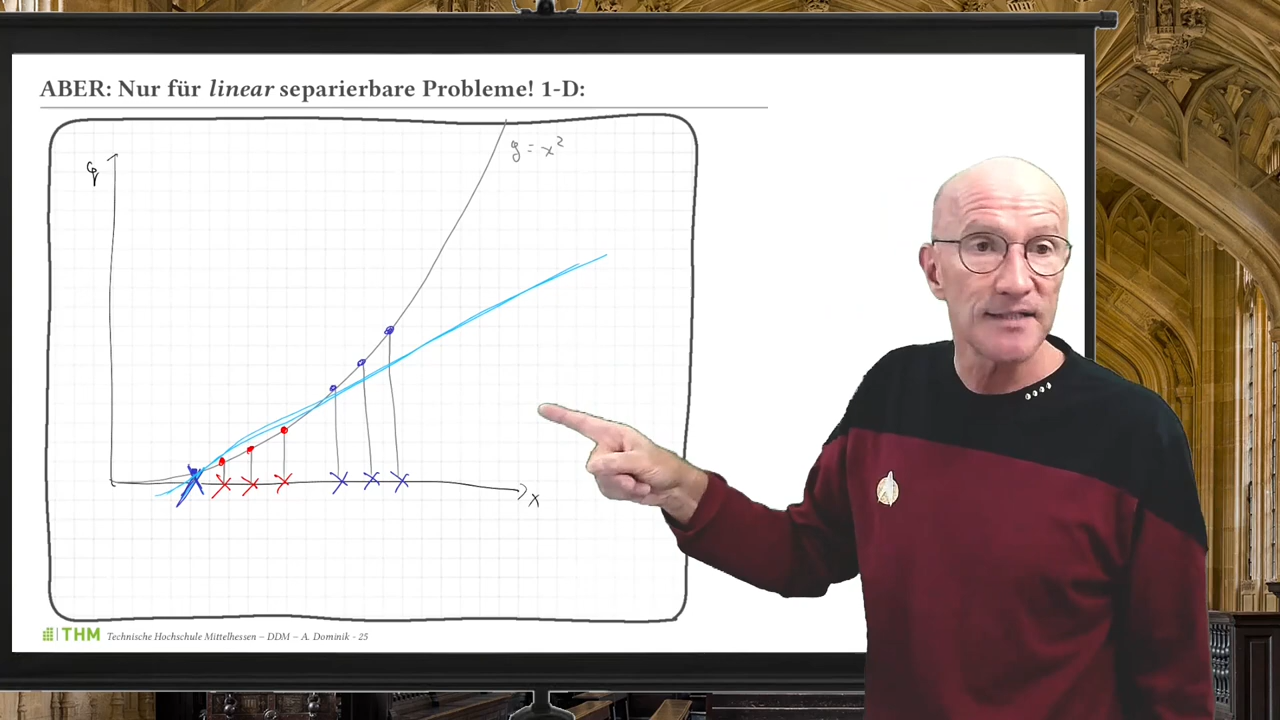 ABER: Nur für linear separierbare Probleme! 1-D:
y = x²
y
x
THM Technische Hochschule Mittelhessen – DDM – A. Dominik - 25